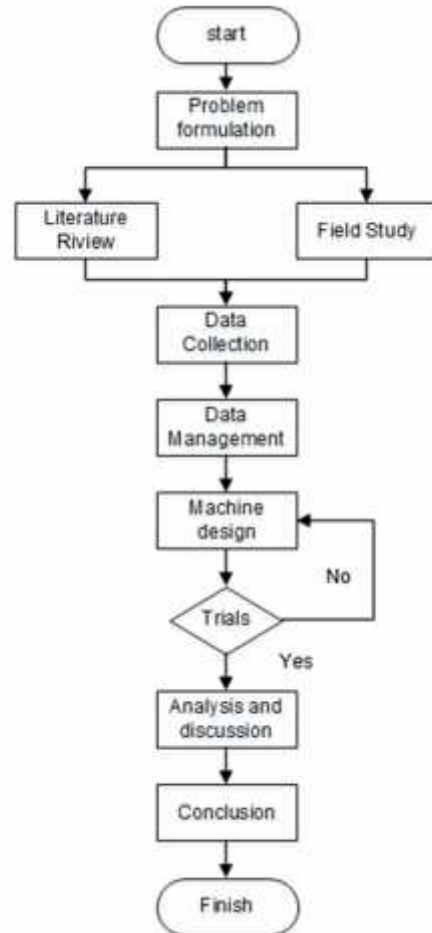 start
Problem
formulation
Literature
Riview
Field Study
Data
Collection
Data
Management
Machine
design
No
Trials
Yes
Analysis and
discussion
Conclusion
Finish